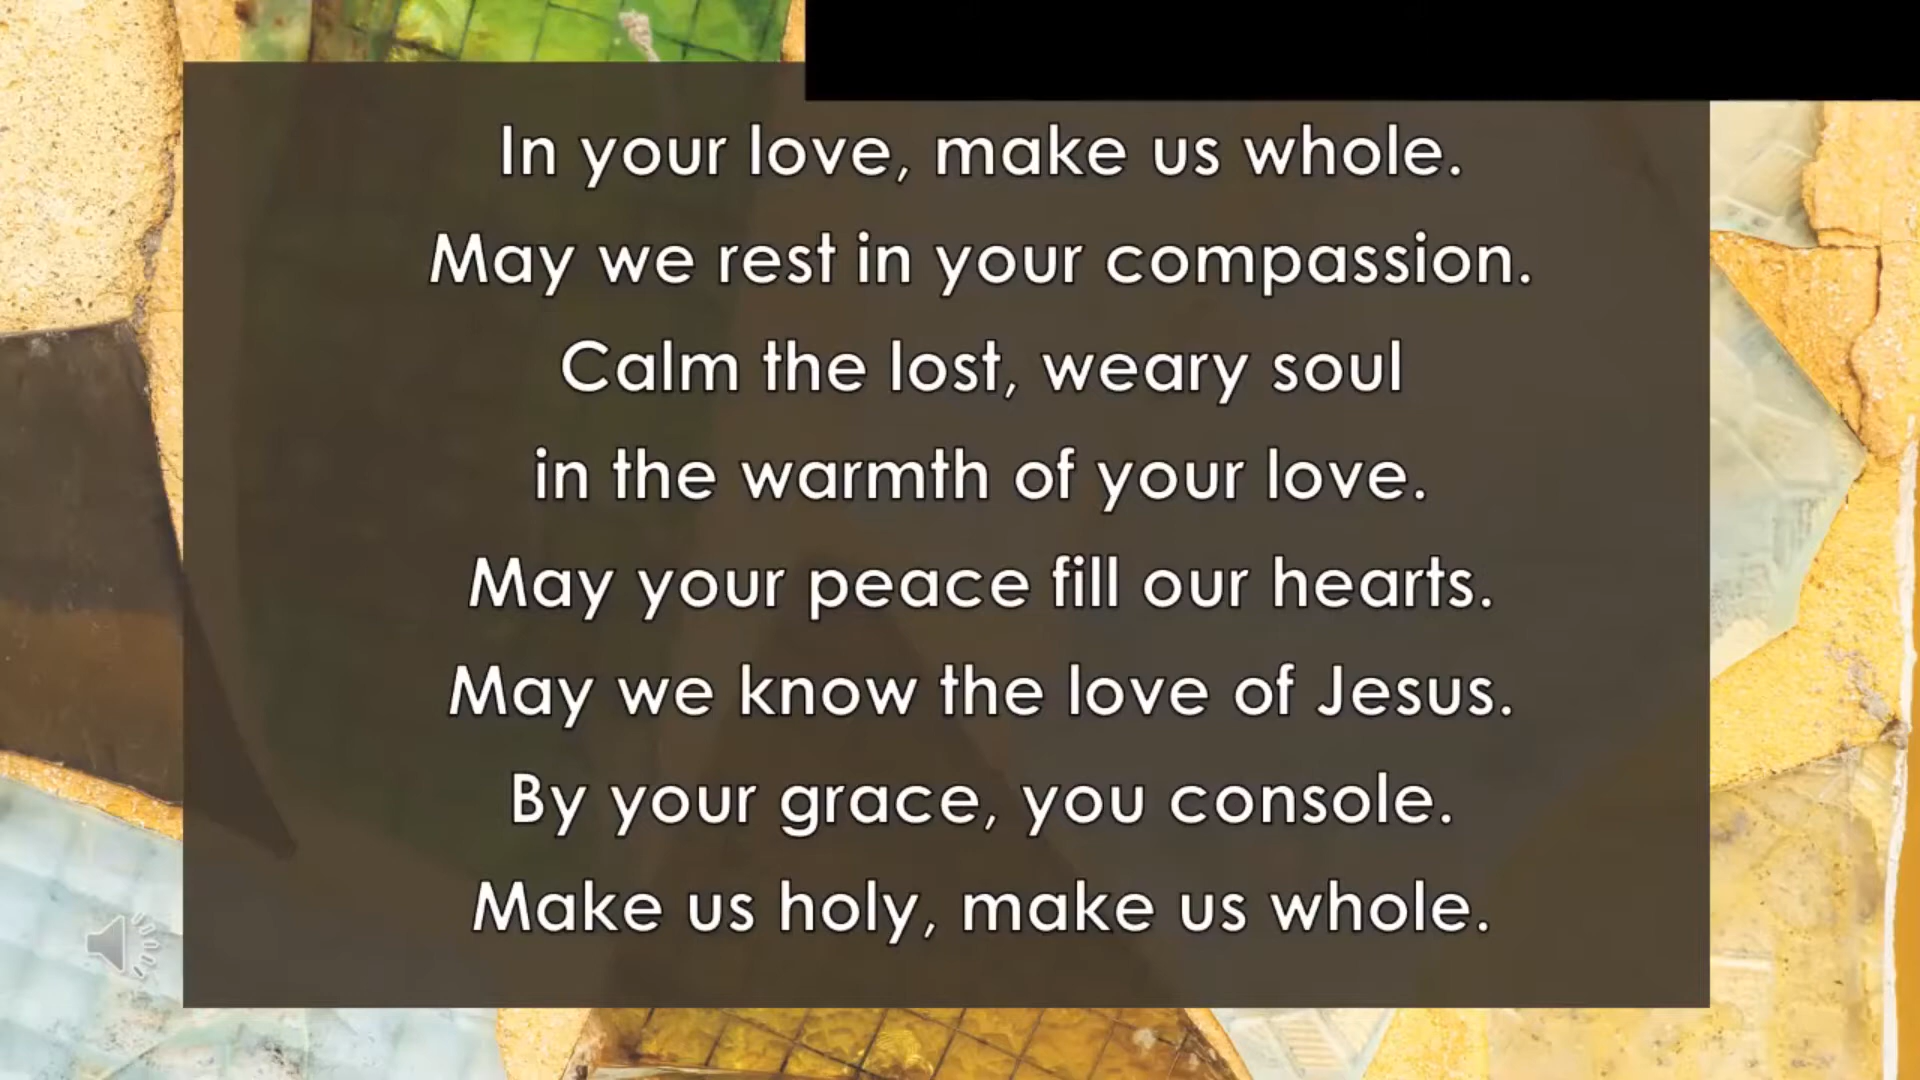 In your love, make us whole.
May we rest in your compassion.
Calm the lost, weary soul
in the warmth of your love.
May your peace fill our hearts.
May we know the love of Jesus.
By your grace, you console.
Make us holy, make us whole.